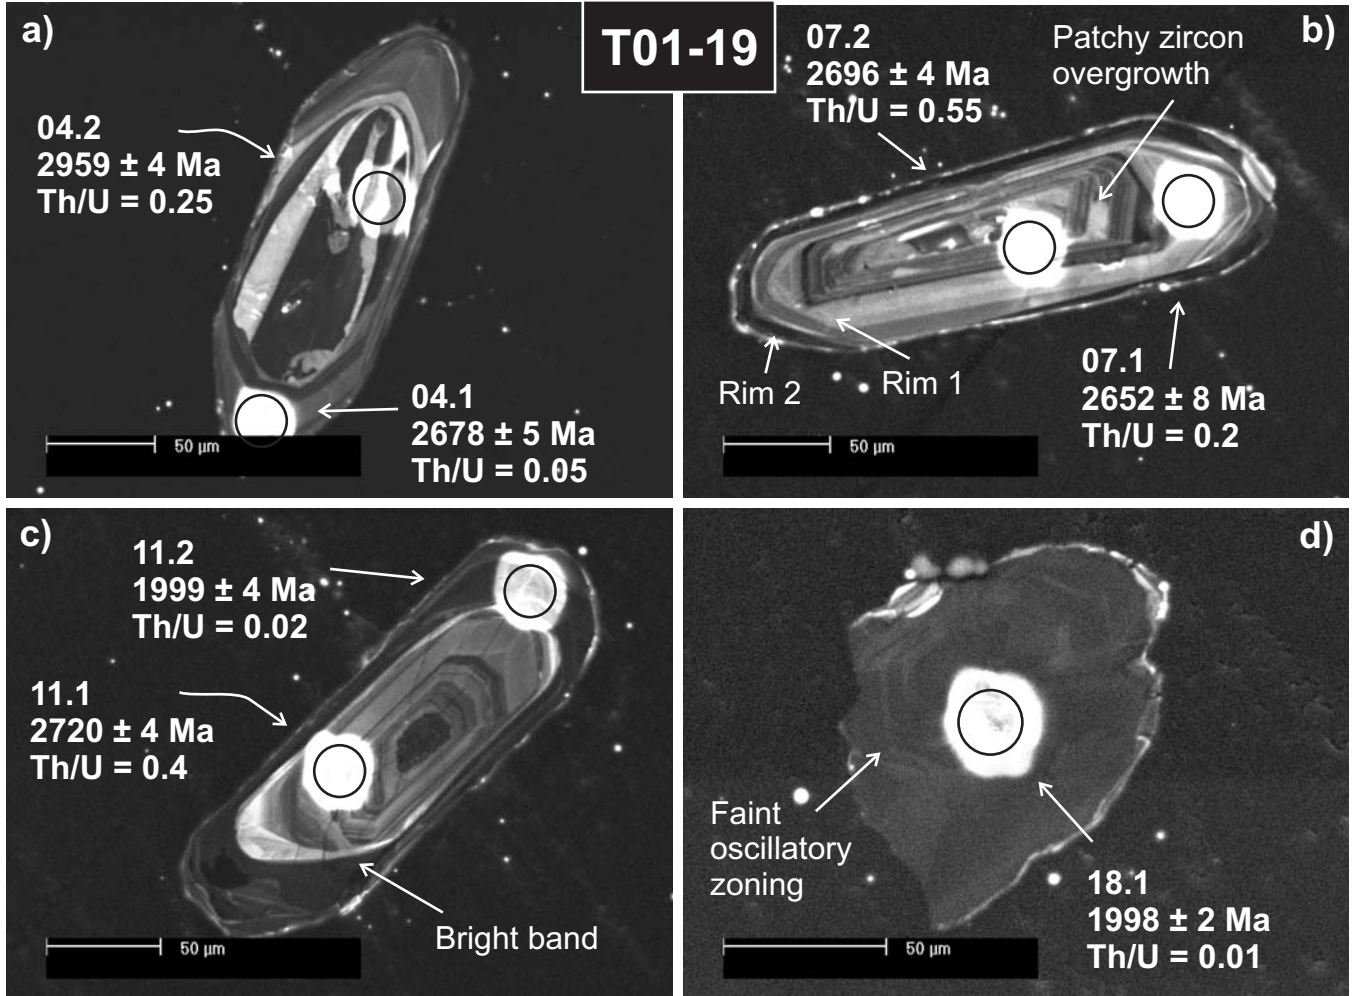 a)
T01-19
04.2
2959 ± 4 Ma
Th/U = 0.25
04.1
2678 ± 5 Ma
Th/U = 0.05
50 µm
b)
07.2
2696 ± 4 Ma
Th/U = 0.55
Patchy zircon
overgrowth
Rim 2
Rim 1
07.1
2652 ± 8 Ma
Th/U = 0.2
50 µm
c)
11.2
1999 ± 4 Ma
Th/U = 0.02
11.1
2720 ± 4 Ma
Th/U = 0.4
Bright band
50 µm
d)
Faint
oscillatory
zoning
18.1
1998 ± 2 Ma
Th/U = 0.01
50 µm